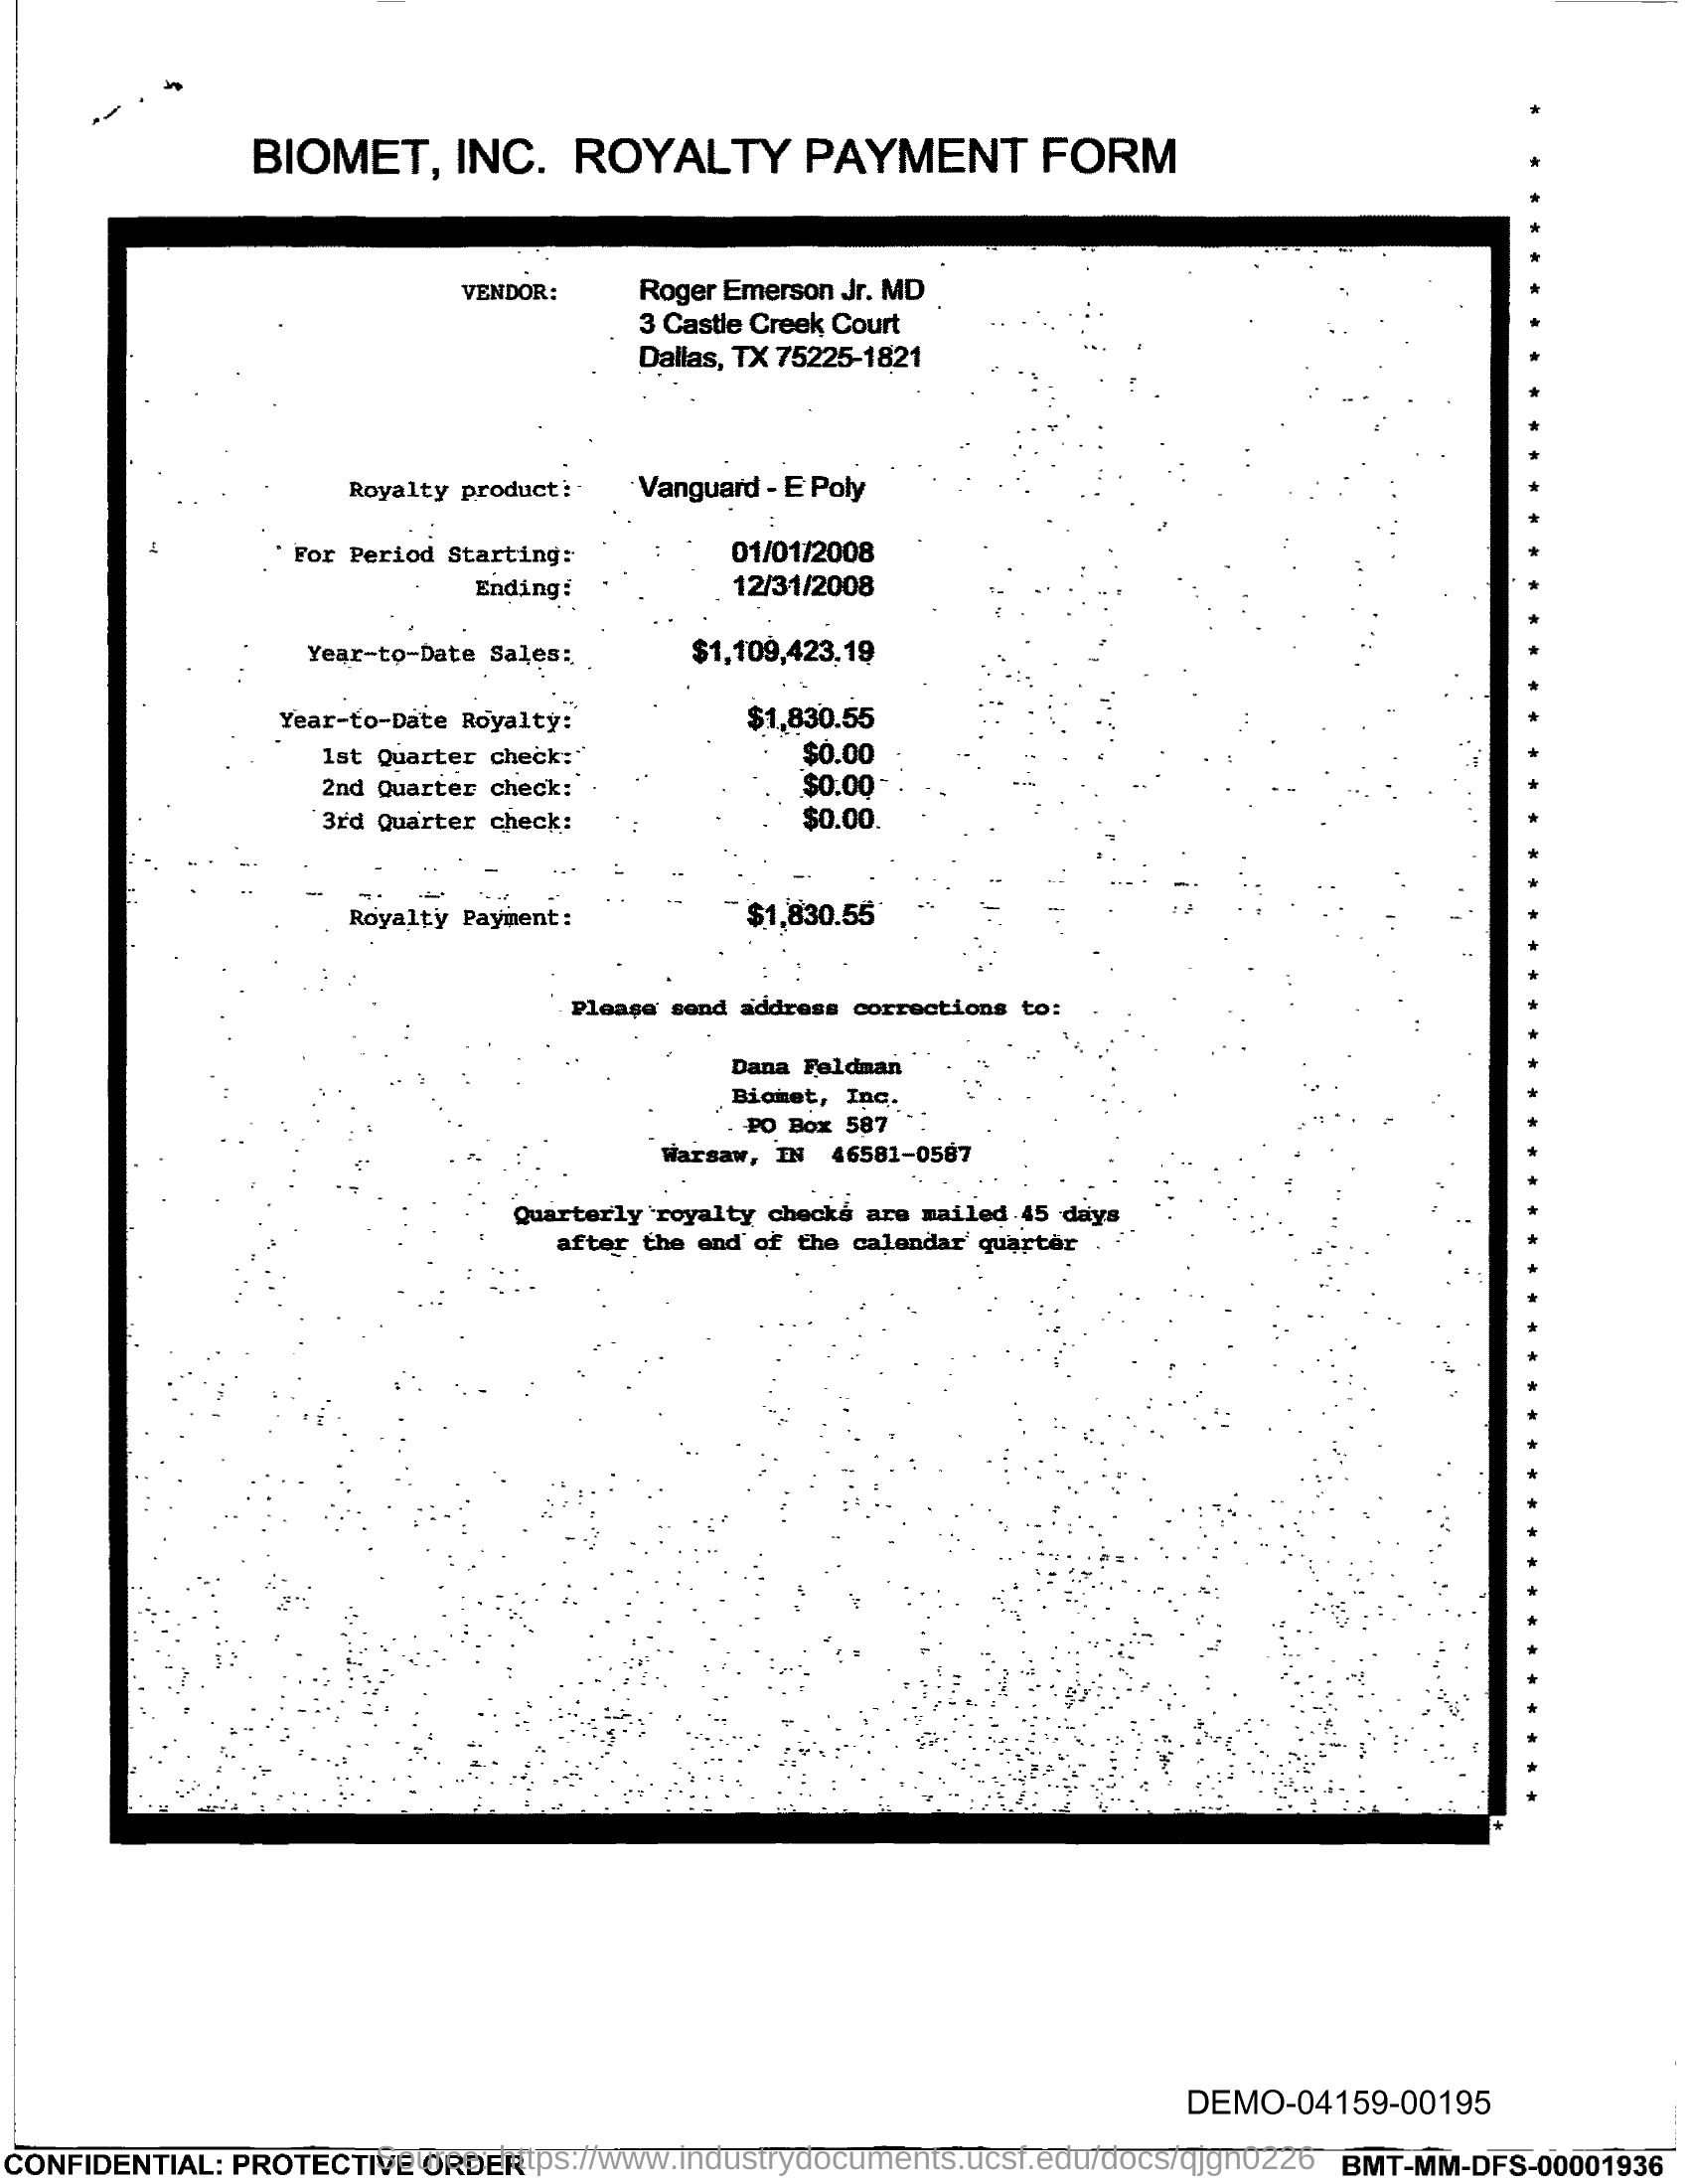 BIOMET, INC. ROYALTY PAYMENT FORM
VENDOR: Roger Emerson Jr. MD
3 Castle Creek Court
Dallas, TX 75225-1821
Royalty product: Vanguard - E Poly
For Period Starting: 01/01/2008
Ending: 12/31/2008
Year-to-Date Sales: $1,109,423.19
Year-to-Date Royalty: $1,830.55
1st Quarter check: $0.00
2nd Quarter check: $0.00
3rd Quarter check: $0.00
Royalty Payment: $1,830.55
Please send address corrections to:
Dana Feldman
Biomet, Inc.
PO Box 587
Warsaw, IN 46581-0587
Quarterly royalty checks are mailed 45 days
after the end of the calendar quarter
DEMO-04159-00195
CONFIDENTIAL: PROTECTIVE ORDER
Source: https://www.industrydocuments.ucsf.edu/docs/qjgn0226
BMT-MM-DFS-00001936